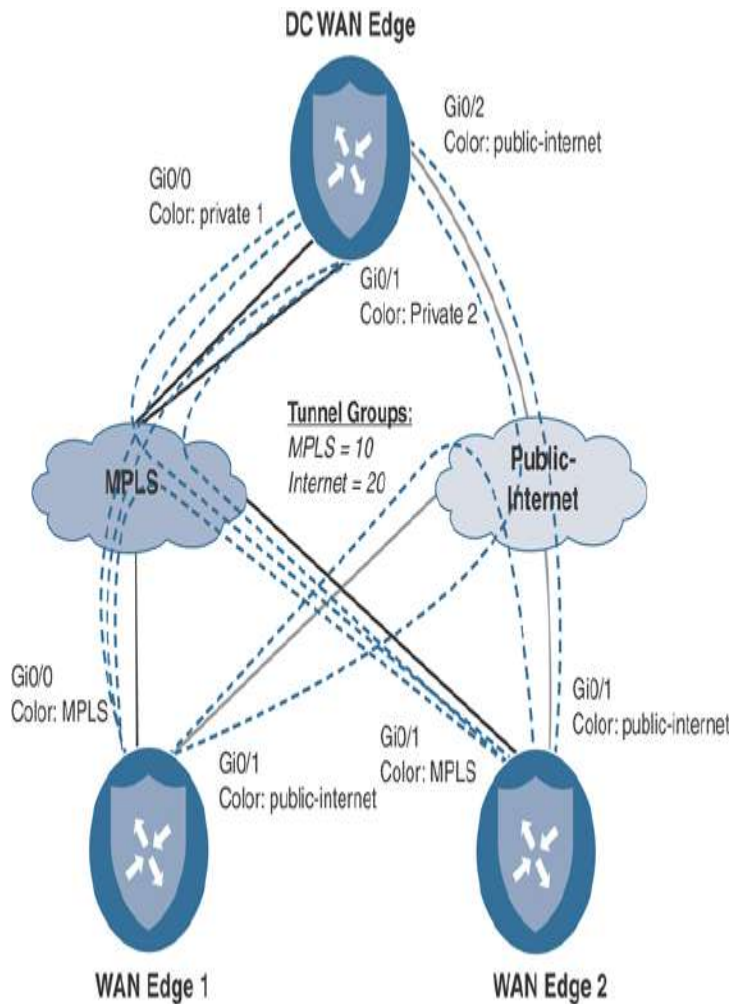 DC WAN Edge
Gi0/2
Color: public-internet
Gi0/0
Color: private 1
Gi0/1
Color: Private 2
Tunnel Groups:
MPLS = 10
Internet = 20
MPLS
Public-
Internet
Gi0/0
Color: MPLS
Gi0/1
Color: public-internet
Gi0/1
Color: MPLS
Gi0/1
Color: public-internet
WAN Edge 1
WAN Edge 2